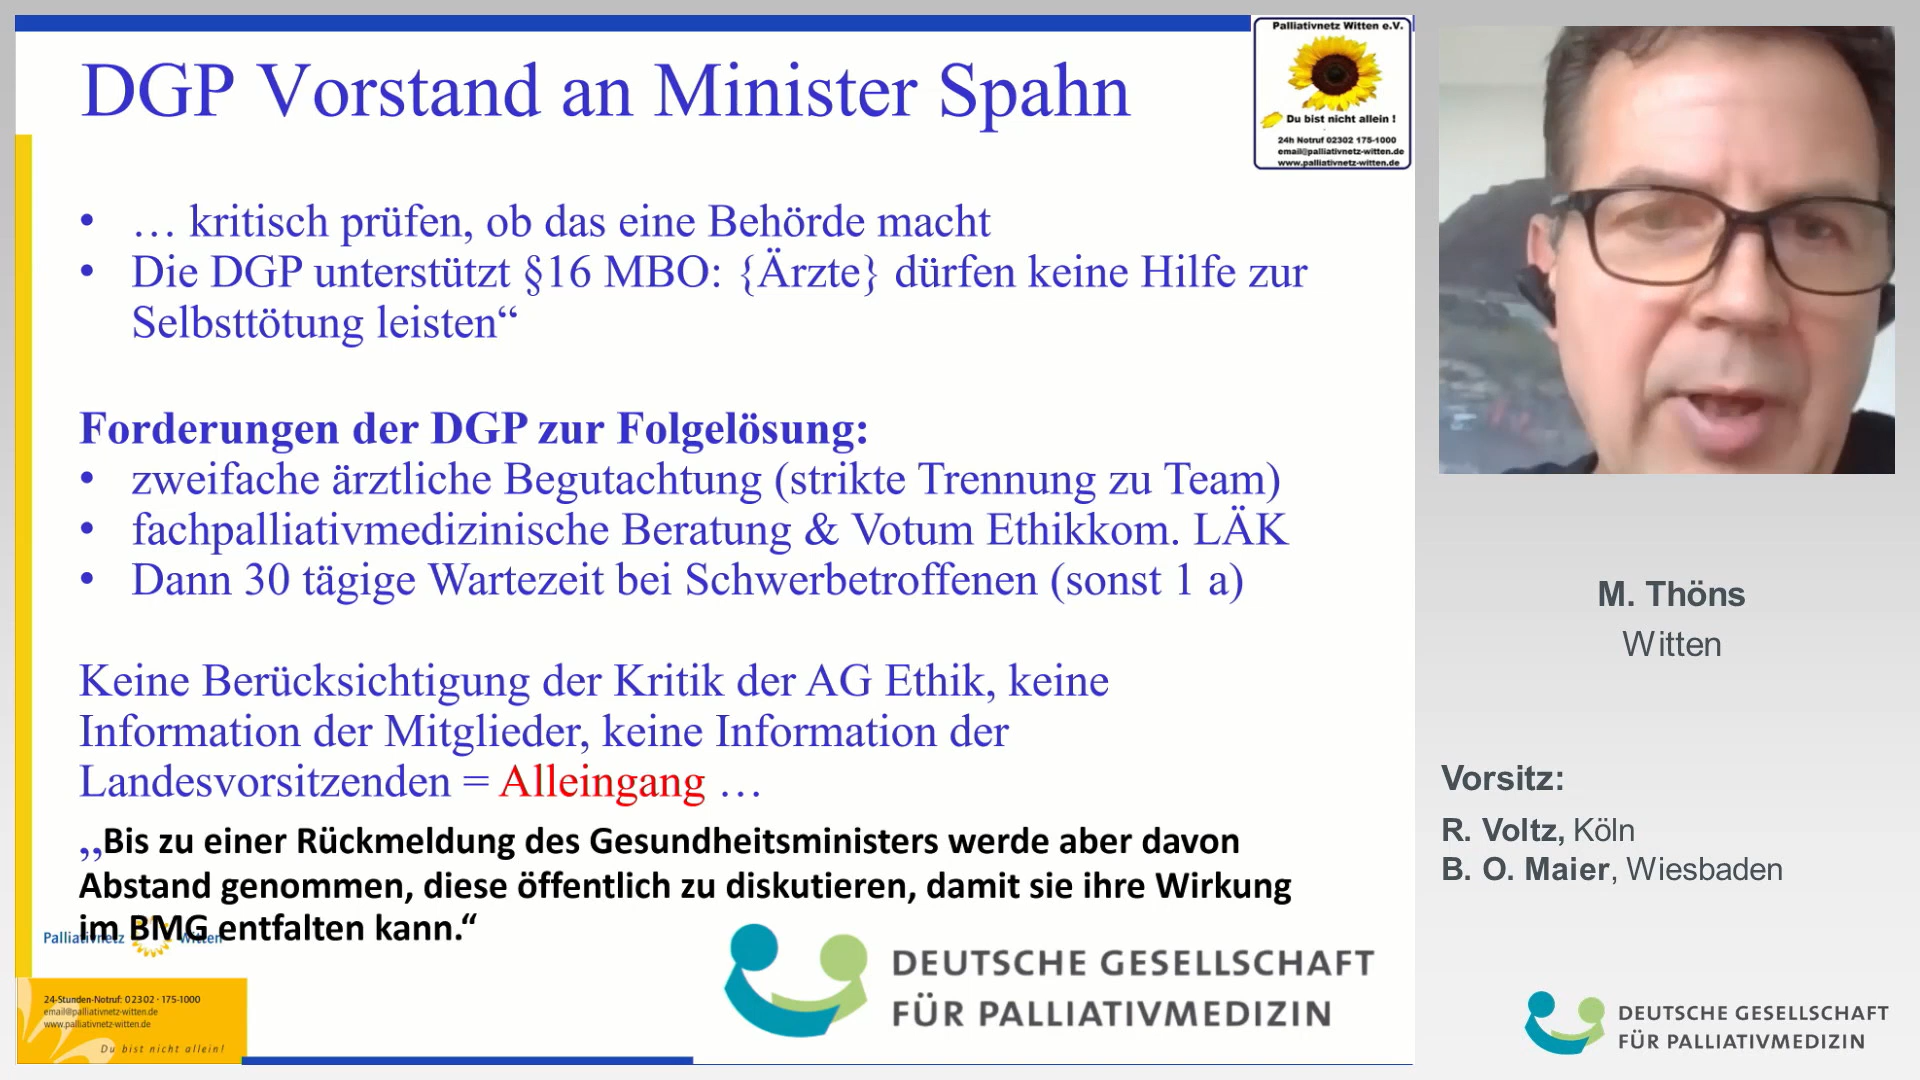 DGP Vorstand an Minister Spahn
Palliativnetz Witten e.V.
Du bist nicht allein !
24h Notruf 02302 175-1000
email@palliativnetz-witten.de
www.palliativnetz-witten.de
• … kritisch prüfen, ob das eine Behörde macht
• Die DGP unterstützt §16 MBO: {Ärzte} dürfen keine Hilfe zur
Selbsttötung leisten“
Forderungen der DGP zur Folgelösung:
• zweifache ärztliche Begutachtung (strikte Trennung zu Team)
• fachpalliativmedizinische Beratung & Votum Ethikkom. LÄK
• Dann 30 tägige Wartezeit bei Schwerbetroffenen (sonst 1 a)
Keine Berücksichtigung der Kritik der AG Ethik, keine
Information der Mitglieder, keine Information der
Landesvorsitzenden = Alleingang …
„Bis zu einer Rückmeldung des Gesundheitsministers werde aber davon
Abstand genommen, diese öffentlich zu diskutieren, damit sie ihre Wirkung
im BMG entfalten kann.“
Palliativnetz Witten
24-Stunden-Notruf: 02302 · 175-1000
email@palliativnetz-witten.de
www.palliativnetz-witten.de
Du bist nicht allein!
DEUTSCHE GESELLSCHAFT
FÜR PALLIATIVMEDIZIN
M. Thöns
Witten
Vorsitz:
R. Voltz, Köln
B. O. Maier, Wiesbaden
DEUTSCHE GESELLSCHAFT
FÜR PALLIATIVMEDIZIN